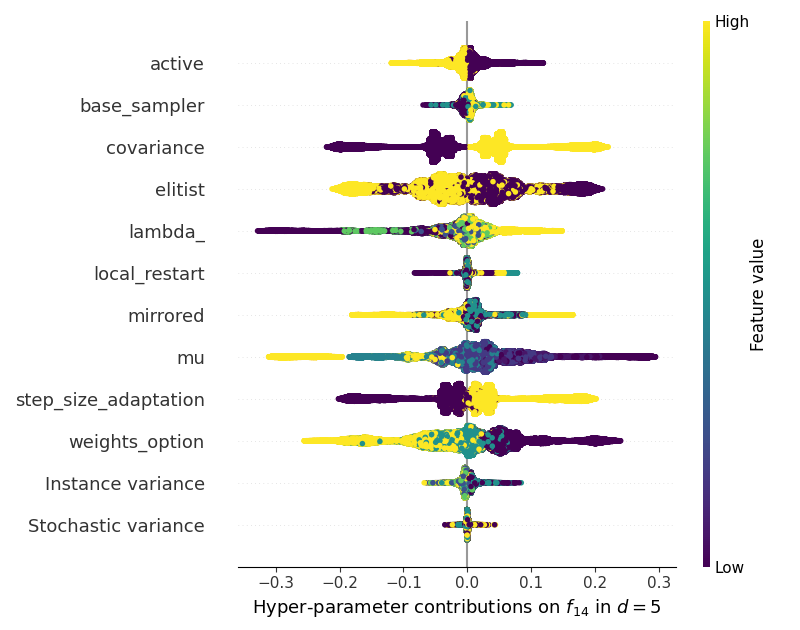 High
active
base_sampler
covariance
elitist
lambda_
local_restart
mirrored
mu
step_size_adaptation
weights_option
Instance variance
Stochastic variance
Low
Feature value
−0.3 −0.2 −0.1 0.0 0.1 0.2 0.3
Hyper-parameter contributions on f₁₄ in d = 5